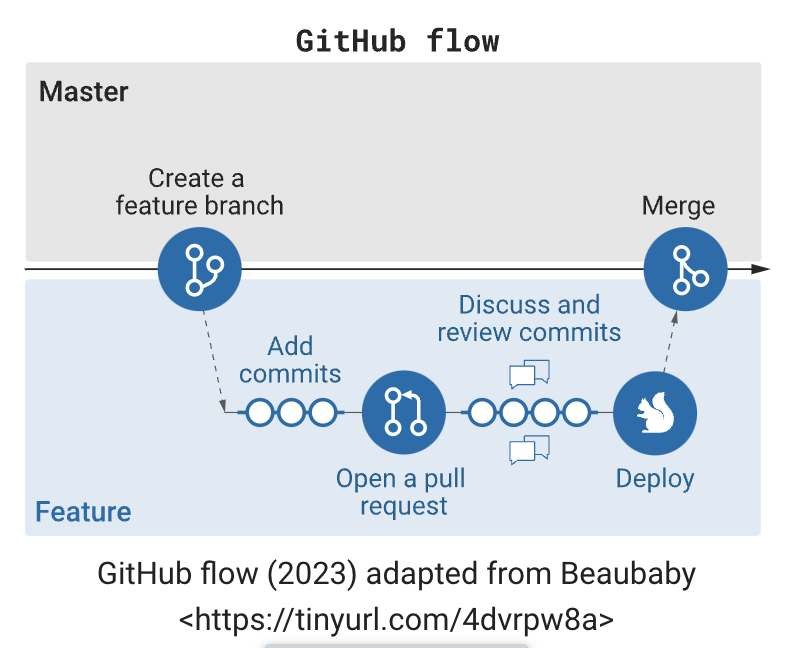 GitHub flow
Master
Create a
feature branch
Merge
Discuss and
review commits
Add
commits
Open a pull
request
Deploy
Feature
GitHub flow (2023) adapted from Beaubaby
<https://tinyurl.com/4dvrpw8a>